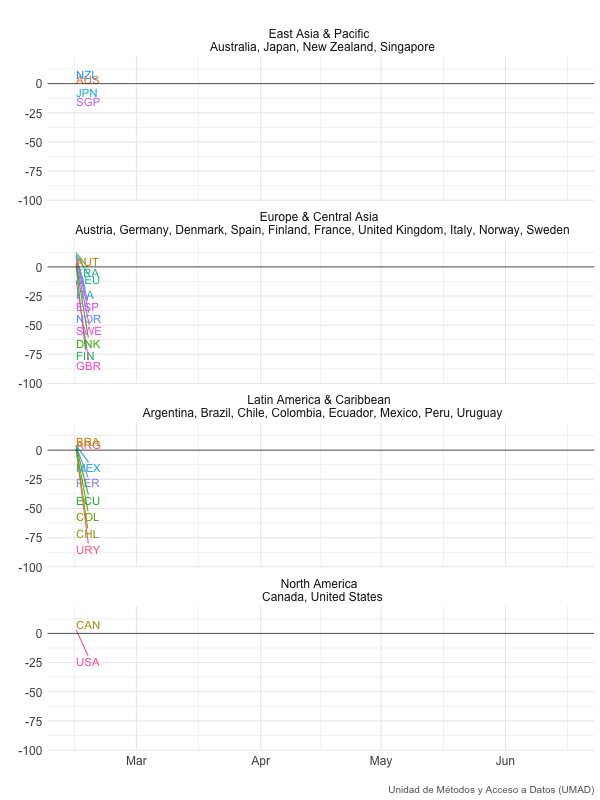 East Asia & Pacific
Australia, Japan, New Zealand, Singapore
0
NZL
AUS
JPN
SGP
-25
-50
-75
-100
Europe & Central Asia
Austria, Germany, Denmark, Spain, Finland, France, United Kingdom, Italy, Norway, Sweden
0
AUT
FRA
DEU
-25
ITA
ESP
NOR
-50
SWE
DNK
-75
FIN
GBR
-100
Latin America & Caribbean
Argentina, Brazil, Chile, Colombia, Ecuador, Mexico, Peru, Uruguay
0
BRA
ARG
MEX
-25
PER
ECU
-50
COL
CHL
-75
URY
-100
North America
Canada, United States
CAN
0
-25
USA
-50
-75
-100
Mar Apr May Jun
Unidad de Métodos y Acceso a Datos (UMAD)